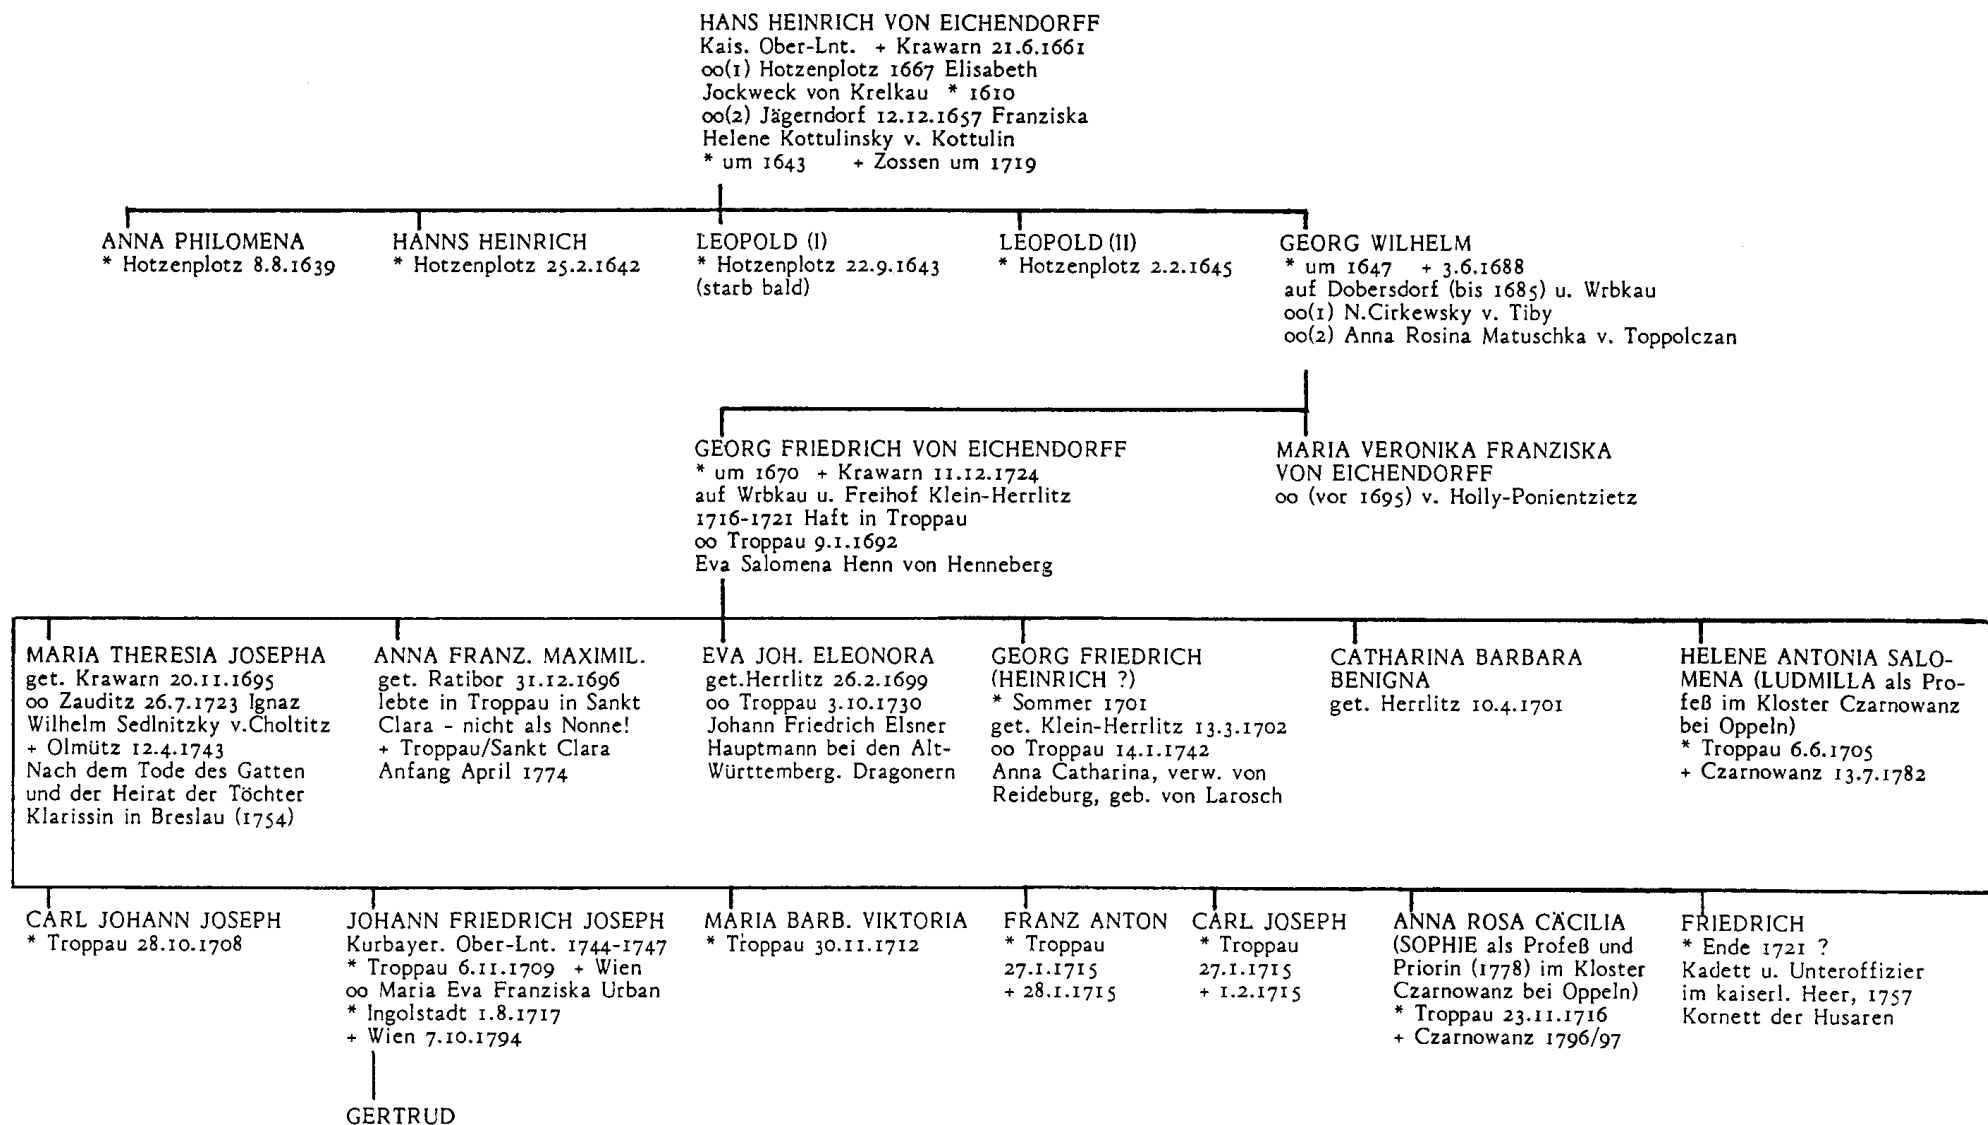 HANS HEINRICH VON EICHENDORFF
Kais. Ober-Lnt. + Krawarn 21.6.1661
oo(1) Hotzenplotz 1667 Elisabeth
Jockweck von Krelkau * 1610
oo(2) Jägerndorf 12.12.1657 Franziska
Helene Kottulinsky v. Kottulin
* um 1643 + Zossen um 1719
ANNA PHILOMENA
* Hotzenplotz 8.8.1639
HANNS HEINRICH
* Hotzenplotz 25.2.1642
LEOPOLD (I)
* Hotzenplotz 22.9.1643
(starb bald)
LEOPOLD (II)
* Hotzenplotz 2.2.1645
GEORG WILHELM
* um 1647 + 3.6.1688
auf Dobersdorf (bis 1685) u. Wrbkau
oo(1) N.Cirkewsky v. Tiby
oo(2) Anna Rosina Matuschka v. Toppolczan
GEORG FRIEDRICH VON EICHENDORFF
* um 1670 + Krawarn 11.12.1724
auf Wrbkau u. Freihof Klein-Herrlitz
1716-1721 Haft in Troppau
oo Troppau 9.1.1692
Eva Salomena Henn von Henneberg
MARIA VERONIKA FRANZISKA
VON EICHENDORFF
oo (vor 1695) v. Holly-Ponientzietz
MARIA THERESIA JOSEPHA
get. Krawarn 20.11.1695
oo Zauditz 26.7.1723 Ignaz
Wilhelm Sedlnitzky v.Choltitz
+ Olmütz 12.4.1743
Nach dem Tode des Gatten
und der Heirat der Töchter
Klarissin in Breslau (1754)
ANNA FRANZ. MAXIMIL.
get. Ratibor 31.12.1696
lebte in Troppau in Sankt
Clara - nicht als Nonne!
+ Troppau/Sankt Clara
Anfang April 1774
EVA JOH. ELEONORA
get.Herrlitz 26.2.1699
oo Troppau 3.10.1730
Johann Friedrich Elsner
Hauptmann bei den Alt-
Württemberg. Dragonern
GEORG FRIEDRICH
(HEINRICH ?)
* Sommer 1701
get. Klein-Herrlitz 13.3.1702
oo Troppau 14.1.1742
Anna Catharina, verw. von
Reideburg, geb. von Larosch
CATHARINA BARBARA
BENIGNA
get. Herrlitz 10.4.1701
HELENE ANTONIA SALO-
MENA (LUDMILLA als Pro-
feß im Kloster Czarnowanz
bei Oppeln)
* Troppau 6.6.1705
+ Czarnowanz 13.7.1782
CARL JOHANN JOSEPH
* Troppau 28.10.1708
JOHANN FRIEDRICH JOSEPH
Kurbayer. Ober-Lnt. 1744-1747
* Troppau 6.11.1709 + Wien
oo Maria Eva Franziska Urban
* Ingolstadt 1.8.1717
+ Wien 7.10.1794
MARIA BARB. VIKTORIA
* Troppau 30.11.1712
FRANZ ANTON
* Troppau
27.1.1715
+ 28.1.1715
CARL JOSEPH
* Troppau
27.1.1715
+ 1.2.1715
ANNA ROSA CÄCILIA
(SOPHIE als Profeß und
Priorin (1778) im Kloster
Czarnowanz bei Oppeln)
* Troppau 23.11.1716
+ Czarnowanz 1796/97
FRIEDRICH
* Ende 1721 ?
Kadett u. Unteroffizier
im kaiserl. Heer, 1757
Kornett der Husaren
GERTRUD